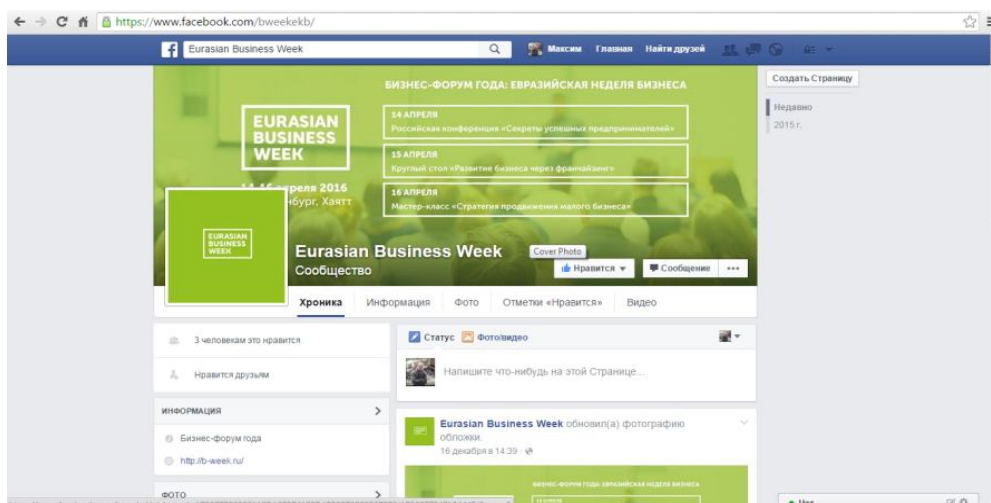 https://www.facebook.com/bweekekb/
Eurasian Business Week
Максим Главная Найти друзей
БИЗНЕС-ФОРУМ ГОДА: ЕВРАЗИЙСКАЯ НЕДЕЛЯ БИЗНЕСА
EURASIAN
BUSINESS
WEEK
14 АПРЕЛЯ
Российская конференция «Секреты успешных предпринимателей»
15 АПРЕЛЯ
Круглый стол «Развитие бизнеса через франчайзинг»
16 АПРЕЛЯ
Мастер-класс «Стратегия продвижения малого бизнеса»
апреля 2016
Хаятт
EURASIAN
BUSINESS
WEEK
Eurasian Business Week
Cover Photo
Сообщество
Нравится
Сообщение
Создать Страницу
Недавно
2015 г.
Хроника Информация Фото Отметки «Нравится» Видео
3 человекам это нравится
Нравится друзьям
ИНФОРМАЦИЯ
Бизнес-форум года
http://b-week.ru/
ФОТО
Статус Фото/видео
Напишите что-нибудь на этой Странице...
Eurasian Business Week обновил(а) фотографию
обложки.
16 декабря в 14:39
БИЗНЕС-ФОРУМ ГОДА: ЕВРАЗИЙСКАЯ НЕДЕЛЯ БИЗНЕСА